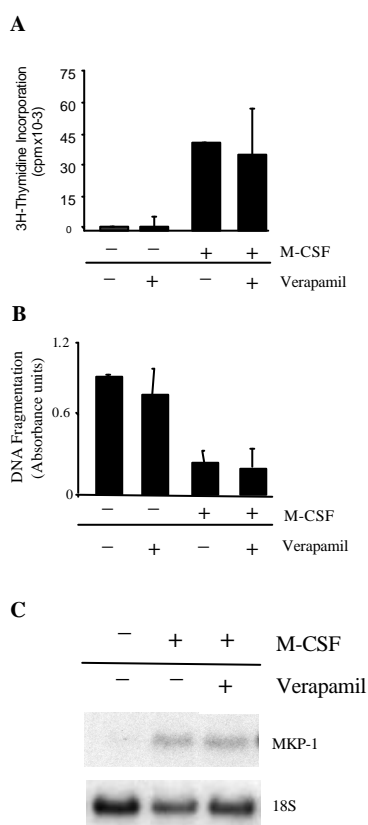 A
75
60
45
30
15
0
3H-Thymidine Incorporation
(cpmx10-3)
– – + + M-CSF
– + – + Verapamil
B
1.2
0.6
0
DNA Fragmentation
(Absorbance units)
+ + M-CSF
– + – + Verapamil
C
– + + M-CSF
– – + Verapamil
MKP-1
18S